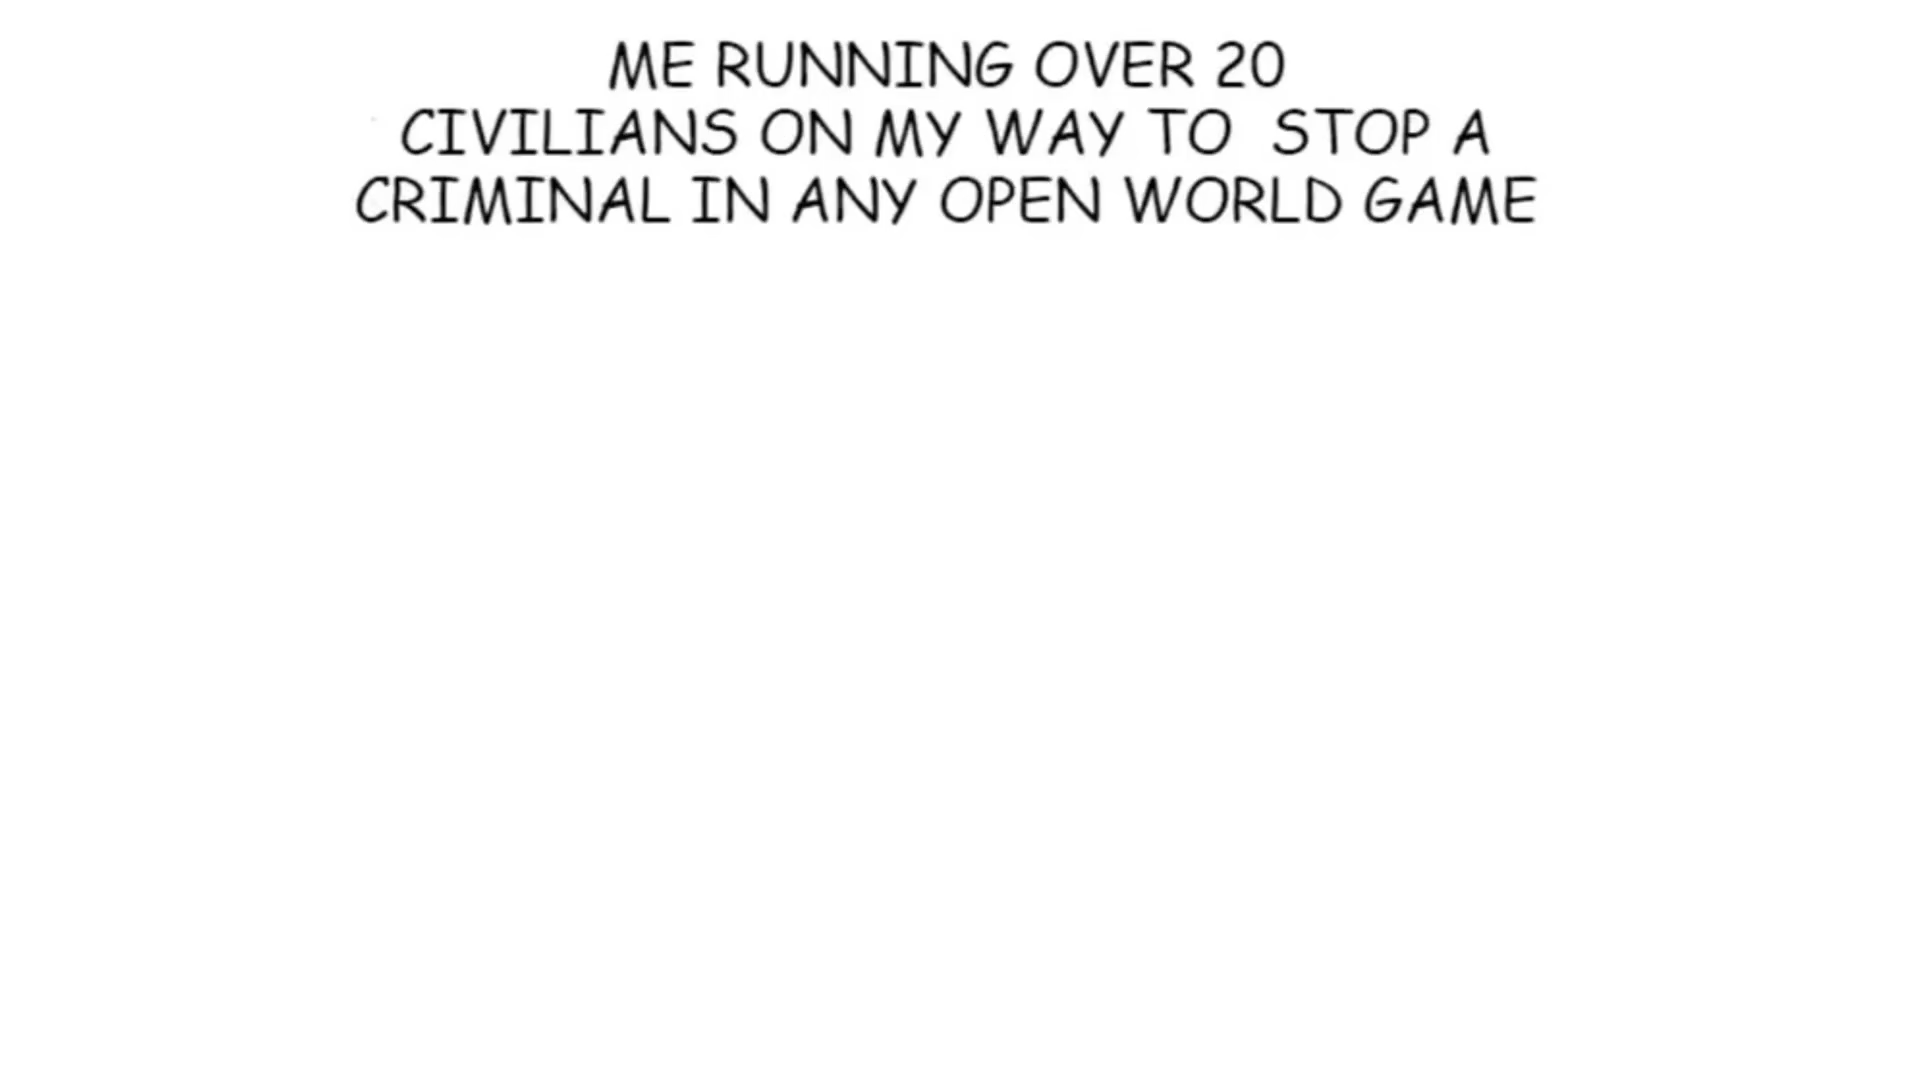 ME RUNNING OVER 20
CIVILIANS ON MY WAY TO STOP A
CRIMINAL IN ANY OPEN WORLD GAME